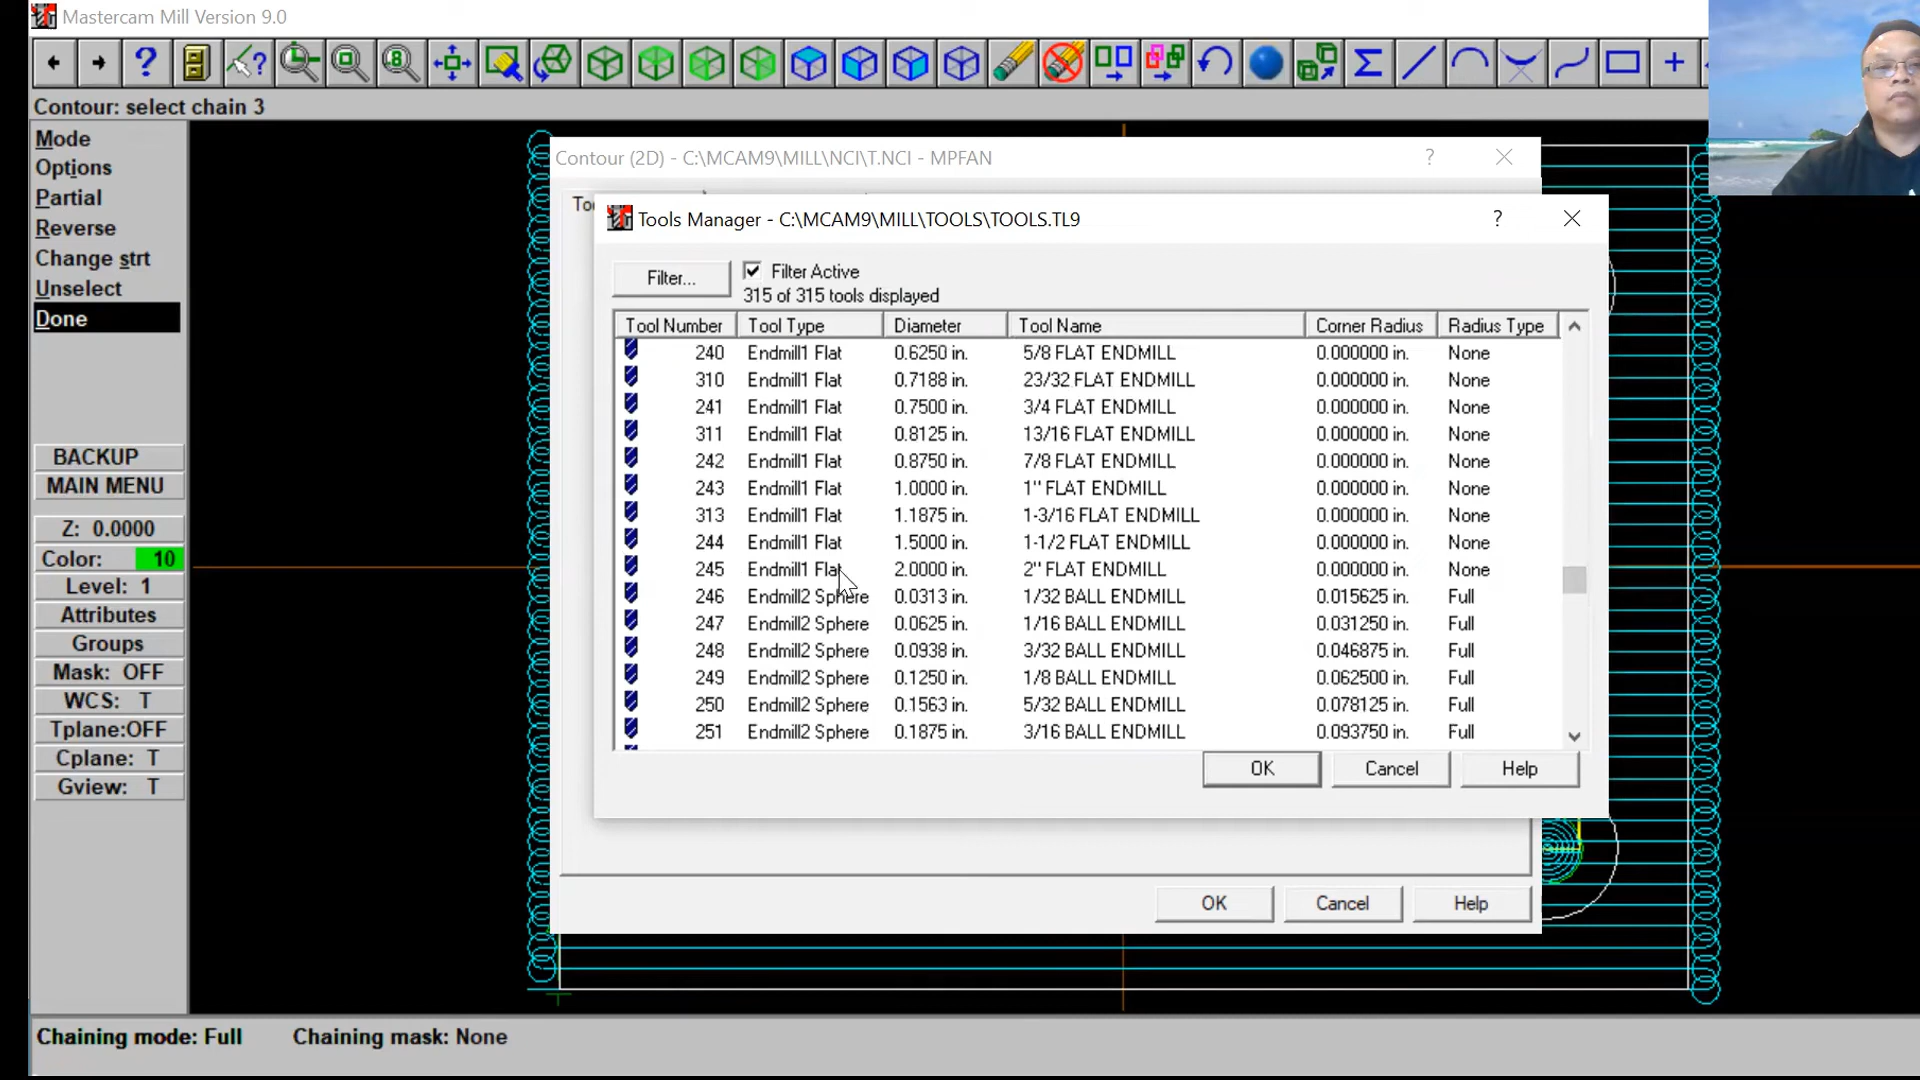 Mastercam Mill Version 9.0
Contour: select chain 3
Mode
Options
Partial
Reverse
Change strt
Unselect
Done
BACKUP
MAIN MENU
Z: 0.0000
Color: 10
Level: 1
Attributes
Groups
Mask: OFF
WCS: T
Tplane:OFF
Cplane: T
Gview: T
Contour (2D) - C:\MCAM9\MILL\NCI\T.NCI - MPFAN
Tools Manager - C:\MCAM9\MILL\TOOLS\TOOLS.TL9
Filter...
Filter Active
315 of 315 tools displayed
Tool Number Tool Type Diameter Tool Name Corner Radius Radius Type
240 Endmill1 Flat 0.6250 in. 5/8 FLAT ENDMILL 0.000000 in. None
310 Endmill1 Flat 0.7188 in. 23/32 FLAT ENDMILL 0.000000 in. None
241 Endmill1 Flat 0.7500 in. 3/4 FLAT ENDMILL 0.000000 in. None
311 Endmill1 Flat 0.8125 in. 13/16 FLAT ENDMILL 0.000000 in. None
242 Endmill1 Flat 0.8750 in. 7/8 FLAT ENDMILL 0.000000 in. None
243 Endmill1 Flat 1.0000 in. 1" FLAT ENDMILL 0.000000 in. None
313 Endmill1 Flat 1.1875 in. 1-3/16 FLAT ENDMILL 0.000000 in. None
244 Endmill1 Flat 1.5000 in. 1-1/2 FLAT ENDMILL 0.000000 in. None
245 Endmill1 Flat 2.0000 in. 2" FLAT ENDMILL 0.000000 in. None
246 Endmill2 Sphere 0.0313 in. 1/32 BALL ENDMILL 0.015625 in. Full
247 Endmill2 Sphere 0.0625 in. 1/16 BALL ENDMILL 0.031250 in. Full
248 Endmill2 Sphere 0.0938 in. 3/32 BALL ENDMILL 0.046875 in. Full
249 Endmill2 Sphere 0.1250 in. 1/8 BALL ENDMILL 0.062500 in. Full
250 Endmill2 Sphere 0.1563 in. 5/32 BALL ENDMILL 0.078125 in. Full
251 Endmill2 Sphere 0.1875 in. 3/16 BALL ENDMILL 0.093750 in. Full
OK Cancel Help
OK Cancel Help
Chaining mode: Full Chaining mask: None